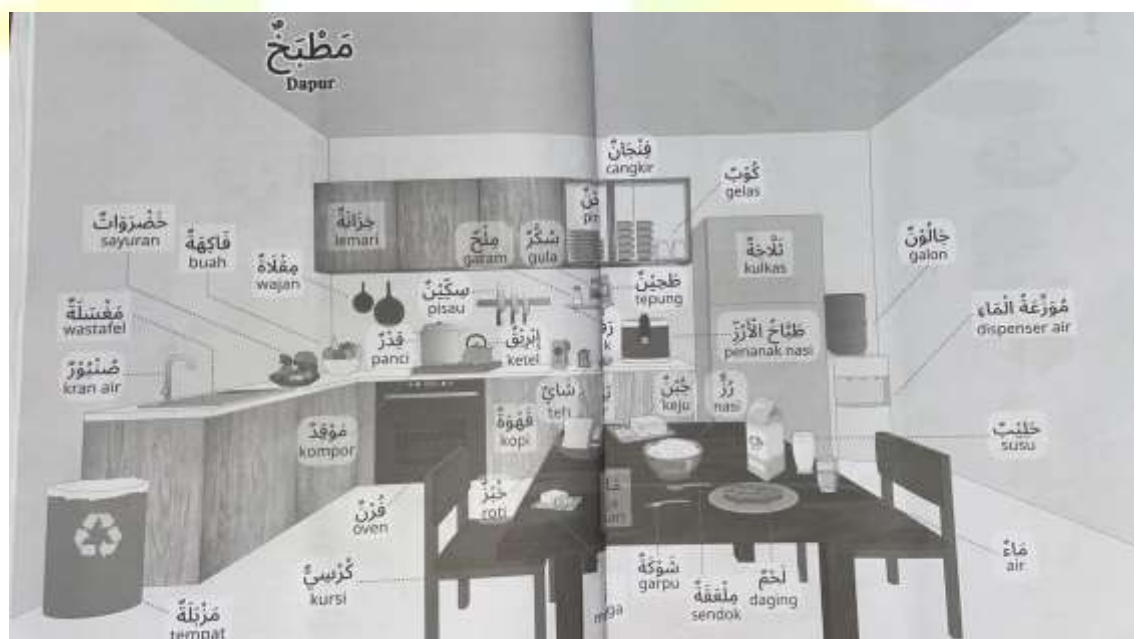 مَطْبَخٌ
Dapur
فِنْجَانٌ
cangkir
كُوْبٌ
gelas
خَضْرَوَاتٌ
sayuran
فَاكِهَةٌ
buah
مِقْلَاةٌ
wajan
خِزَانَةٌ
lemari
مِلْحٌ
garam
سُكَّرٌ
gula
ثَلَّاجَةٌ
kulkas
جَالُوْنٌ
galon
مَغْسَلَةٌ
wastafel
سِكِّيْنٌ
pisau
طَحِيْنٌ
tepung
مُوَزِّعَةُ الْمَاءِ
dispenser air
صُنْبُوْرٌ
kran air
قِدْرٌ
panci
إِبْرِيْقٌ
ketel
طَبَّاخُ الْأَرُزِّ
penanak nasi
مَوْقِدٌ
kompor
قَهْوَةٌ
kopi
شَايٌ
teh
جُبْنٌ
keju
رُزٌّ
nasi
حَلِيْبٌ
susu
فُرْنٌ
oven
خُبْزٌ
roti
كُرْسِيٌّ
kursi
شَوْكَةٌ
garpu
مِلْعَقَةٌ
sendok
لَحْمٌ
daging
مَاءٌ
air
مَزْبَلَةٌ
tempat